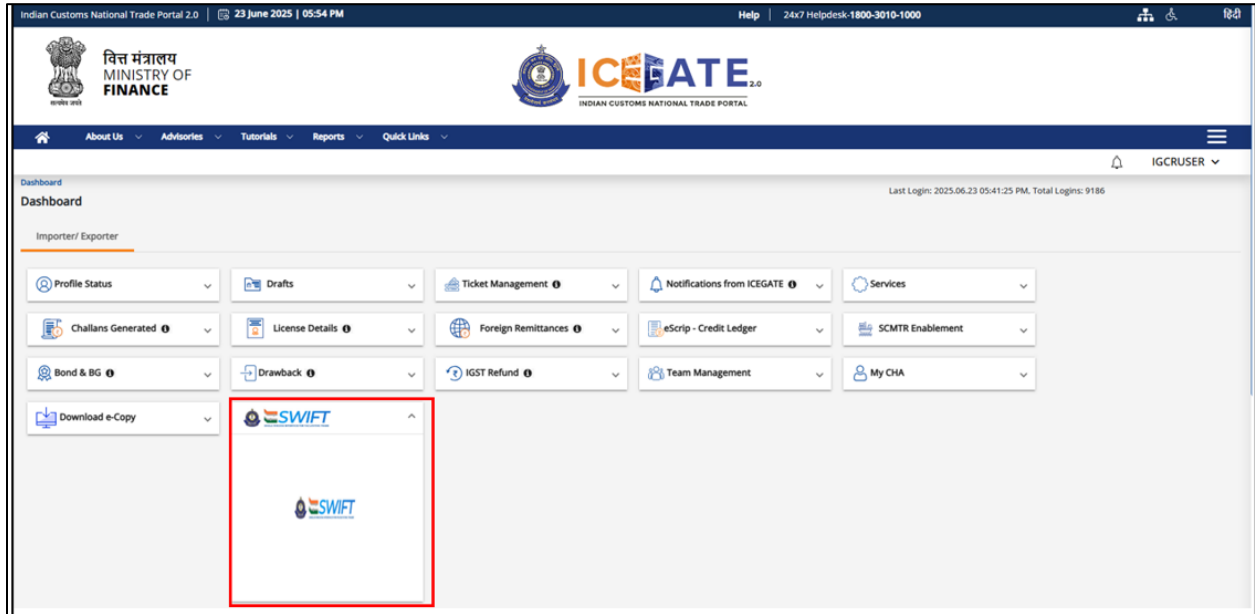 Indian Customs National Trade Portal 2.0 | 23 June 2025 | 05:54 PM Help | 24x7 Helpdesk-1800-3010-1000 हिंदी
वित्त मंत्रालय
MINISTRY OF
FINANCE
सत्यमेव जयते
ICEGATE 2.0
INDIAN CUSTOMS NATIONAL TRADE PORTAL
About Us Advisories Tutorials Reports Quick Links
IGCRUSER
Dashboard
Last Login: 2025.06.23 05:41:25 PM, Total Logins: 9186
Dashboard
Importer/ Exporter
Profile Status Drafts Ticket Management Notifications from ICEGATE Services
Challans Generated License Details Foreign Remittances eScrip - Credit Ledger SCMTR Enablement
Bond & BG Drawback IGST Refund Team Management My CHA
Download e-Copy SWIFT
SWIFT